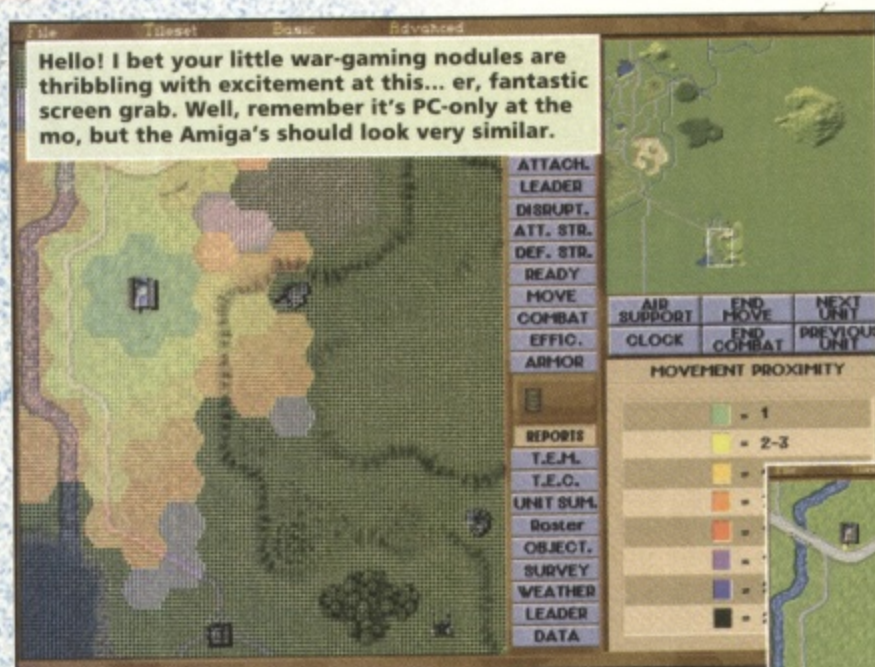 File Tileset Basic Advanced
Hello! I bet your little war-gaming nodules are
thribbling with excitement at this... er, fantastic
screen grab. Well, remember it's PC-only at the
mo, but the Amiga's should look very similar.
ATTACH.
LEADER
DISRUPT.
ATT. STR.
DEF. STR.
READY
MOVE
COMBAT
EFFIC.
ARMOR
REPORTS
T.E.M.
T.E.C.
UNIT SUM.
Roster
OBJECT.
SURVEY
WEATHER
LEADER
DATA
AIR SUPPORT
END MOVE
NEXT UNIT
CLOCK
END COMBAT
PREVIOUS UNIT
MOVEMENT PROXIMITY
= 1
= 2-3
=
=
=
=
=
=